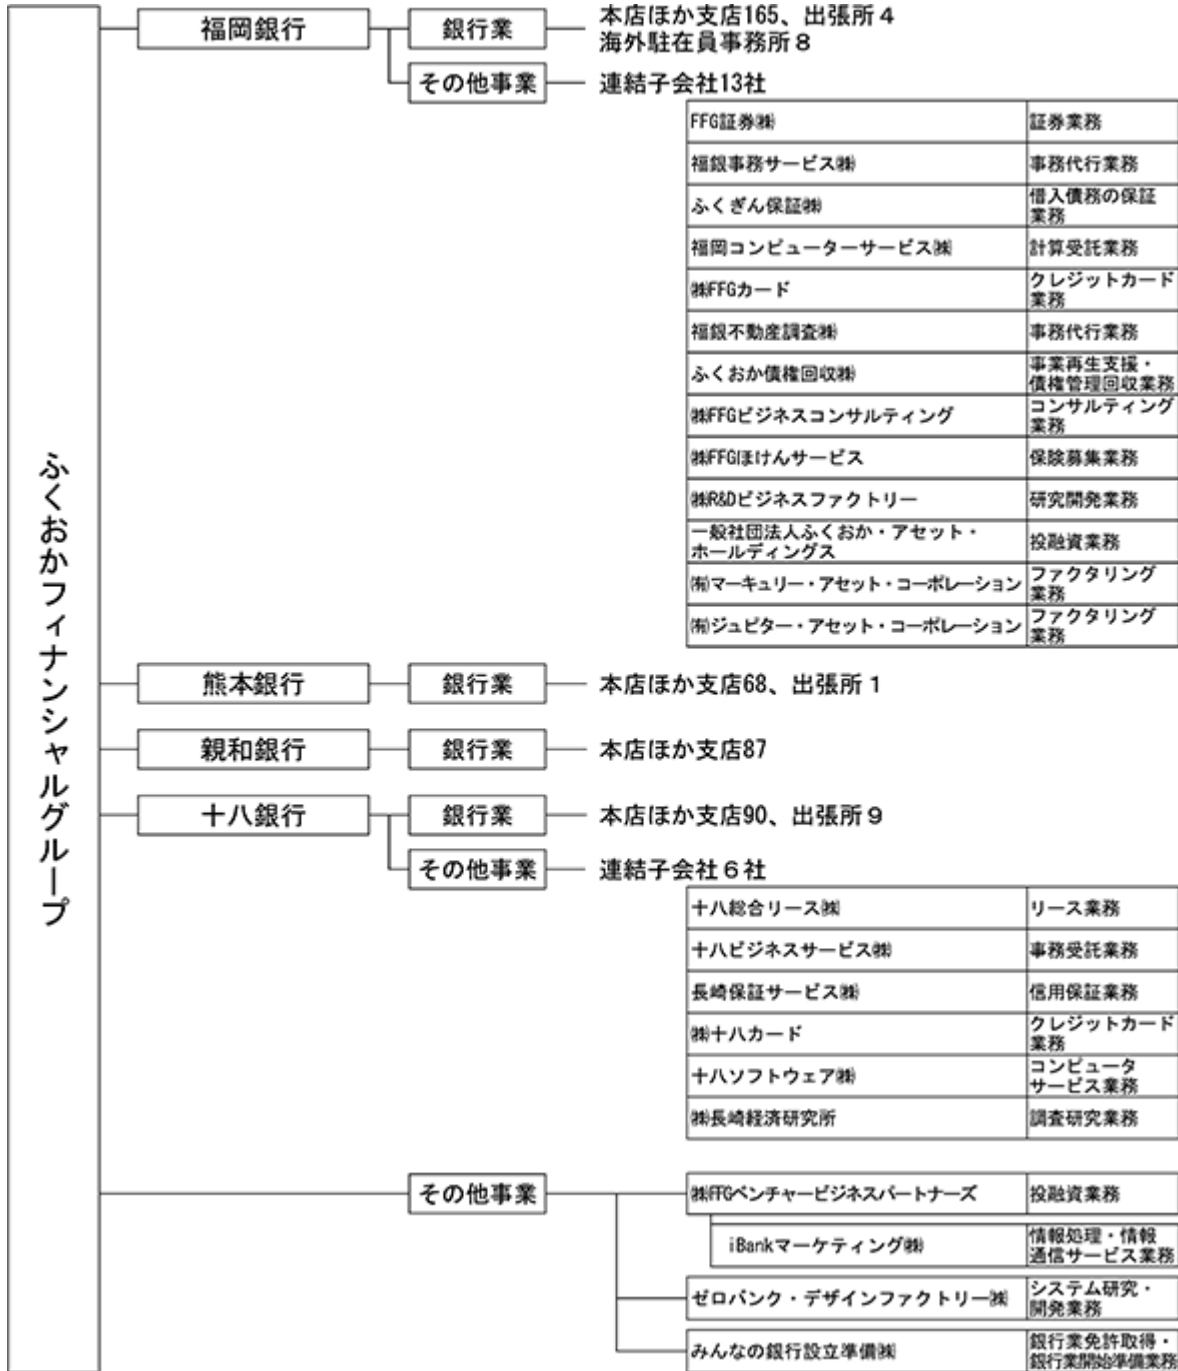 ふくおかフィナンシャルグループ
福岡銀行
銀行業
本店ほか支店165、出張所４
海外駐在員事務所８
その他事業
連結子会社13社
FFG証券㈱
証券業務
福銀事務サービス㈱
事務代行業務
ふくぎん保証㈱
借入債務の保証
業務
福岡コンピューターサービス㈱
計算受託業務
㈱FFGカード
クレジットカード
業務
福銀不動産調査㈱
事務代行業務
ふくおか債権回収㈱
事業再生支援・
債権管理回収業務
㈱FFGビジネスコンサルティング
コンサルティング
業務
㈱FFGほけんサービス
保険募集業務
㈱R&Dビジネスファクトリー
研究開発業務
一般社団法人ふくおか・アセット・
ホールディングス
投融資業務
㈲マーキュリー・アセット・コーポレーション
ファクタリング
業務
㈲ジュピター・アセット・コーポレーション
ファクタリング
業務
熊本銀行
銀行業
本店ほか支店68、出張所１
親和銀行
銀行業
本店ほか支店87
十八銀行
銀行業
本店ほか支店90、出張所９
その他事業
連結子会社６社
十八総合リース㈱
リース業務
十八ビジネスサービス㈱
事務受託業務
長崎保証サービス㈱
信用保証業務
㈱十八カード
クレジットカード
業務
十八ソフトウェア㈱
コンピュータ
サービス業務
㈱長崎経済研究所
調査研究業務
その他事業
㈱FFGベンチャービジネスパートナーズ
投融資業務
iBankマーケティング㈱
情報処理・情報
通信サービス業務
ゼロバンク・デザインファクトリー㈱
システム研究・
開発業務
みんなの銀行設立準備㈱
銀行業免許取得・
銀行業開始準備業務